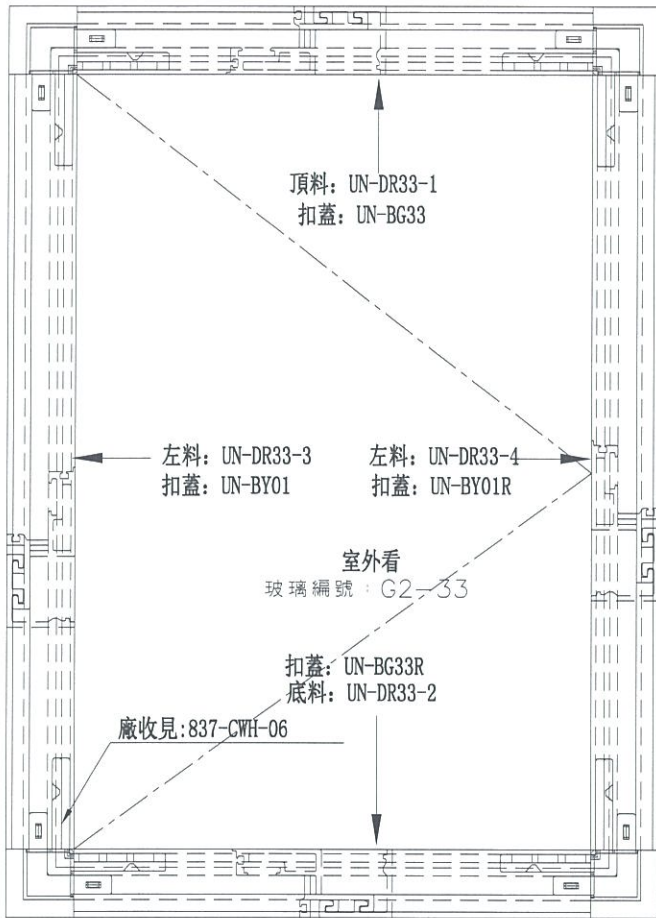 頂料: UN-DR33-1
扣蓋: UN-BG33
左料: UN-DR33-3
扣蓋: UN-BY01
左料: UN-DR33-4
扣蓋: UN-BY01R
室外看
玻璃編號: G2-33
扣蓋: UN-BG33R
底料: UN-DR33-2
廠收見:837-CWH-06